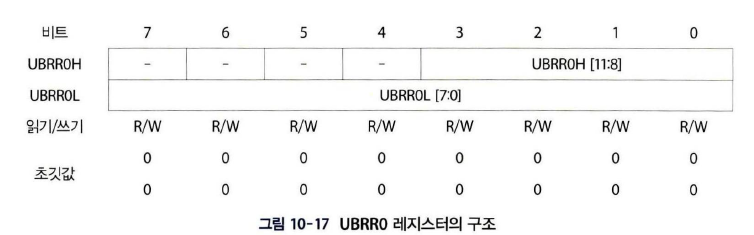 비트 7 6 5 4 3 2 1 0
UBRR0H - - - - UBRR0H [11:8]
UBRR0L UBRR0L [7:0]
읽기/쓰기 R/W R/W R/W R/W R/W R/W R/W R/W
0 0 0 0 0 0 0 0
초깃값
0 0 0 0 0 0 0 0
그림 10-17 UBRR0 레지스터의 구조